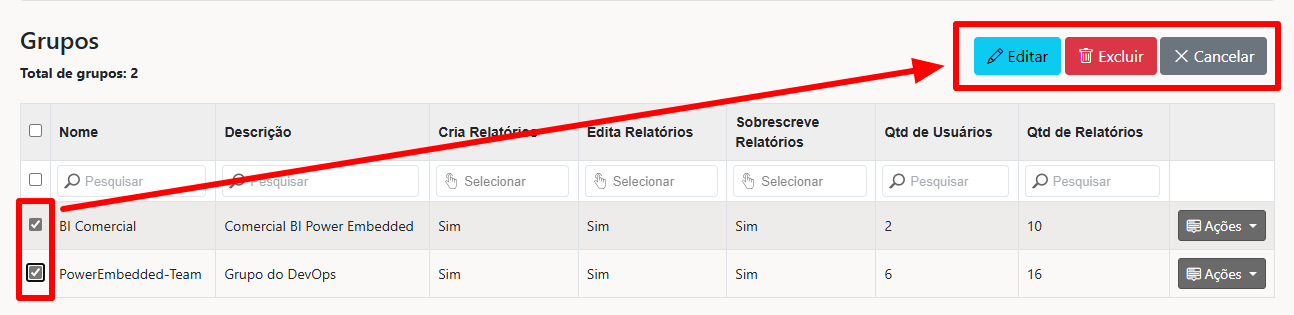 Grupos
Editar Excluir Cancelar
Total de grupos: 2
Nome Descrição Cria Relatórios Edita Relatórios Sobrescreve Relatórios Qtd de Usuários Qtd de Relatórios
Pesquisar Pesquisar Selecionar Selecionar Selecionar Pesquisar Pesquisar
BI Comercial Comercial BI Power Embedded Sim Sim Sim 2 10 Ações
PowerEmbedded-Team Grupo do DevOps Sim Sim Sim 6 16 Ações